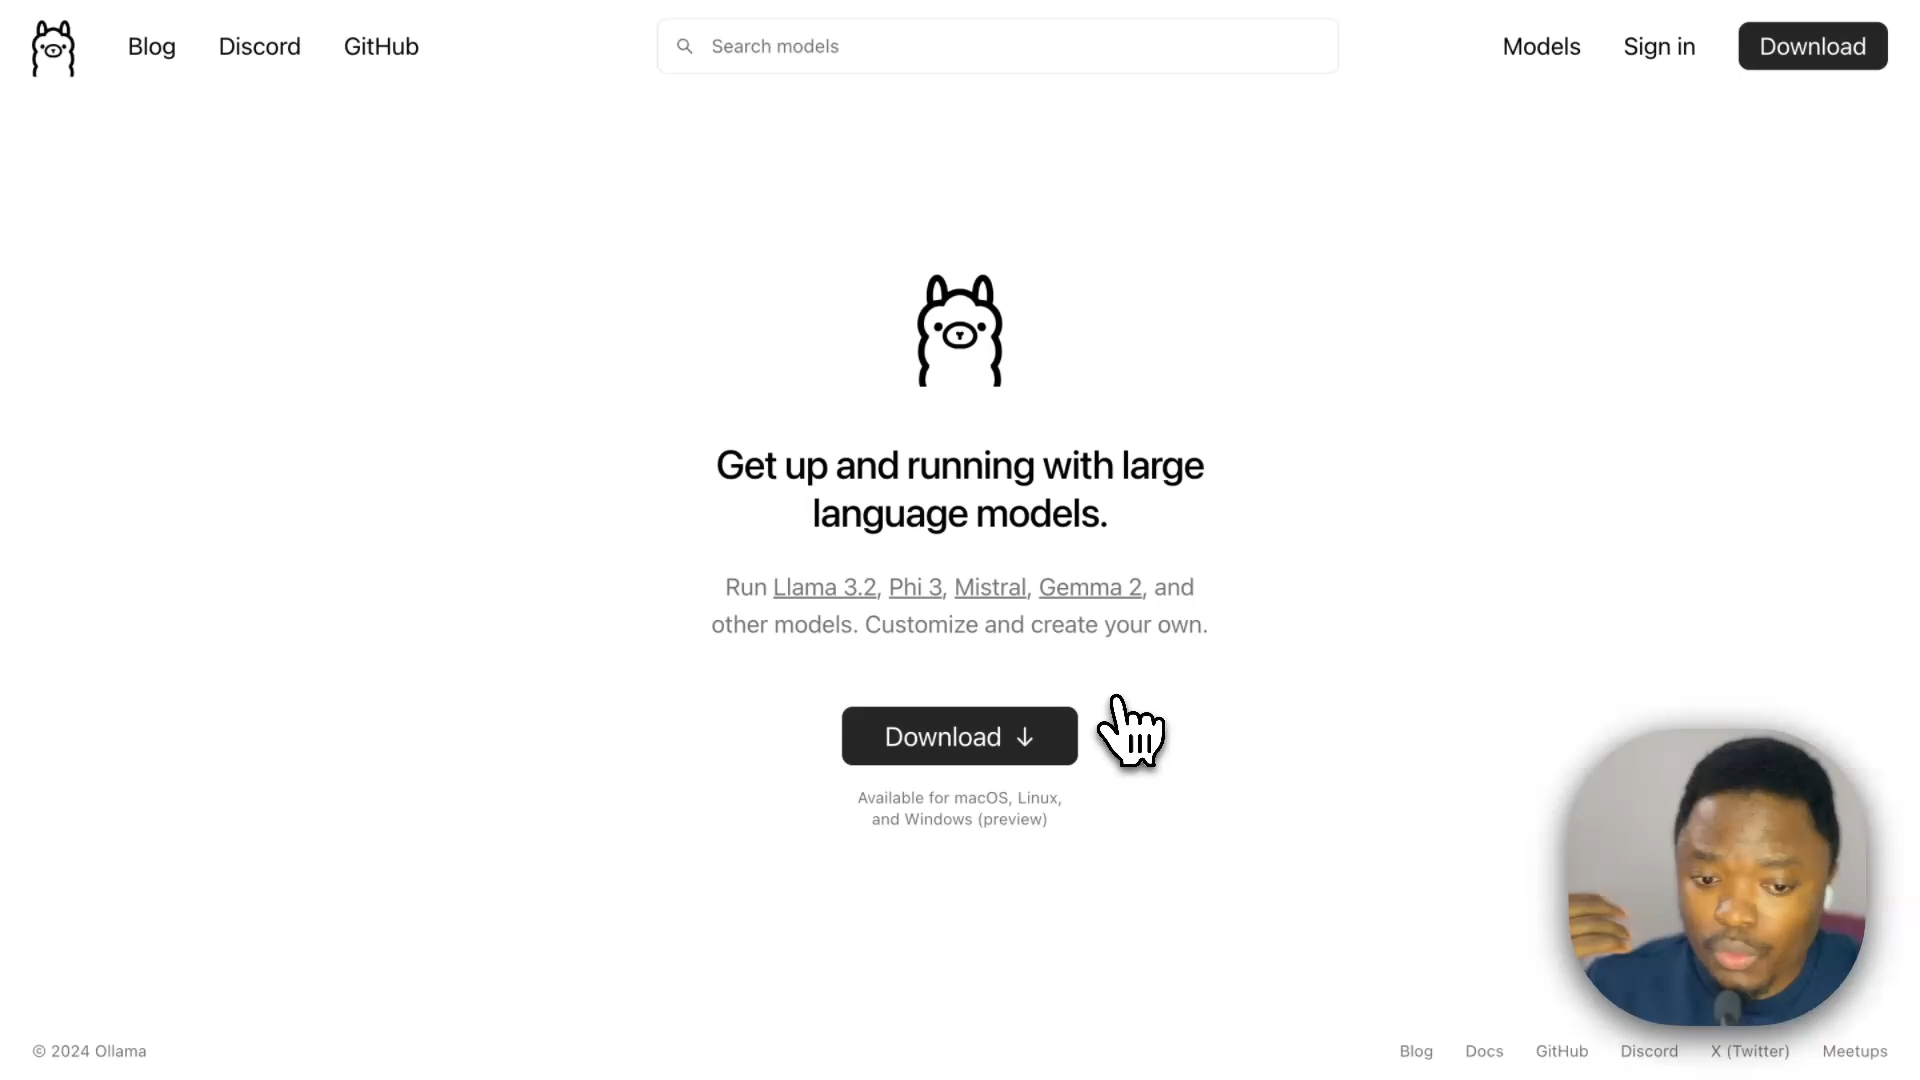 Blog Discord GitHub Search models Models Sign in Download
Get up and running with large
language models.
Run Llama 3.2, Phi 3, Mistral, Gemma 2, and
other models. Customize and create your own.
Download ↓
Available for macOS, Linux,
and Windows (preview)
© 2024 Ollama Blog Docs GitHub Discord X (Twitter) Meetups